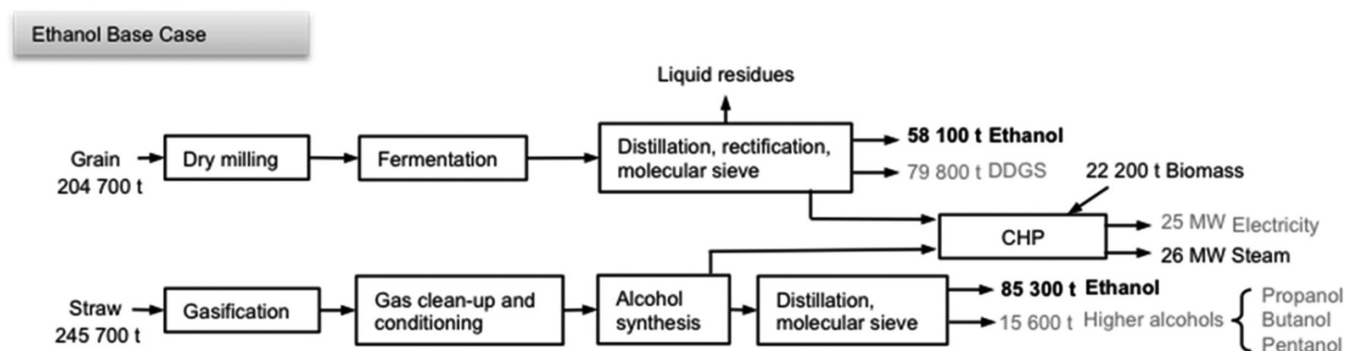 Ethanol Base Case
Liquid residues
Grain
204 700 t
Dry milling
Fermentation
Distillation, rectification,
molecular sieve
58 100 t Ethanol
79 800 t DDGS
22 200 t Biomass
CHP
25 MW Electricity
26 MW Steam
Straw
245 700 t
Gasification
Gas clean-up and
conditioning
Alcohol
synthesis
Distillation,
molecular sieve
85 300 t Ethanol
15 600 t Higher alcohols
Propanol
Butanol
Pentanol